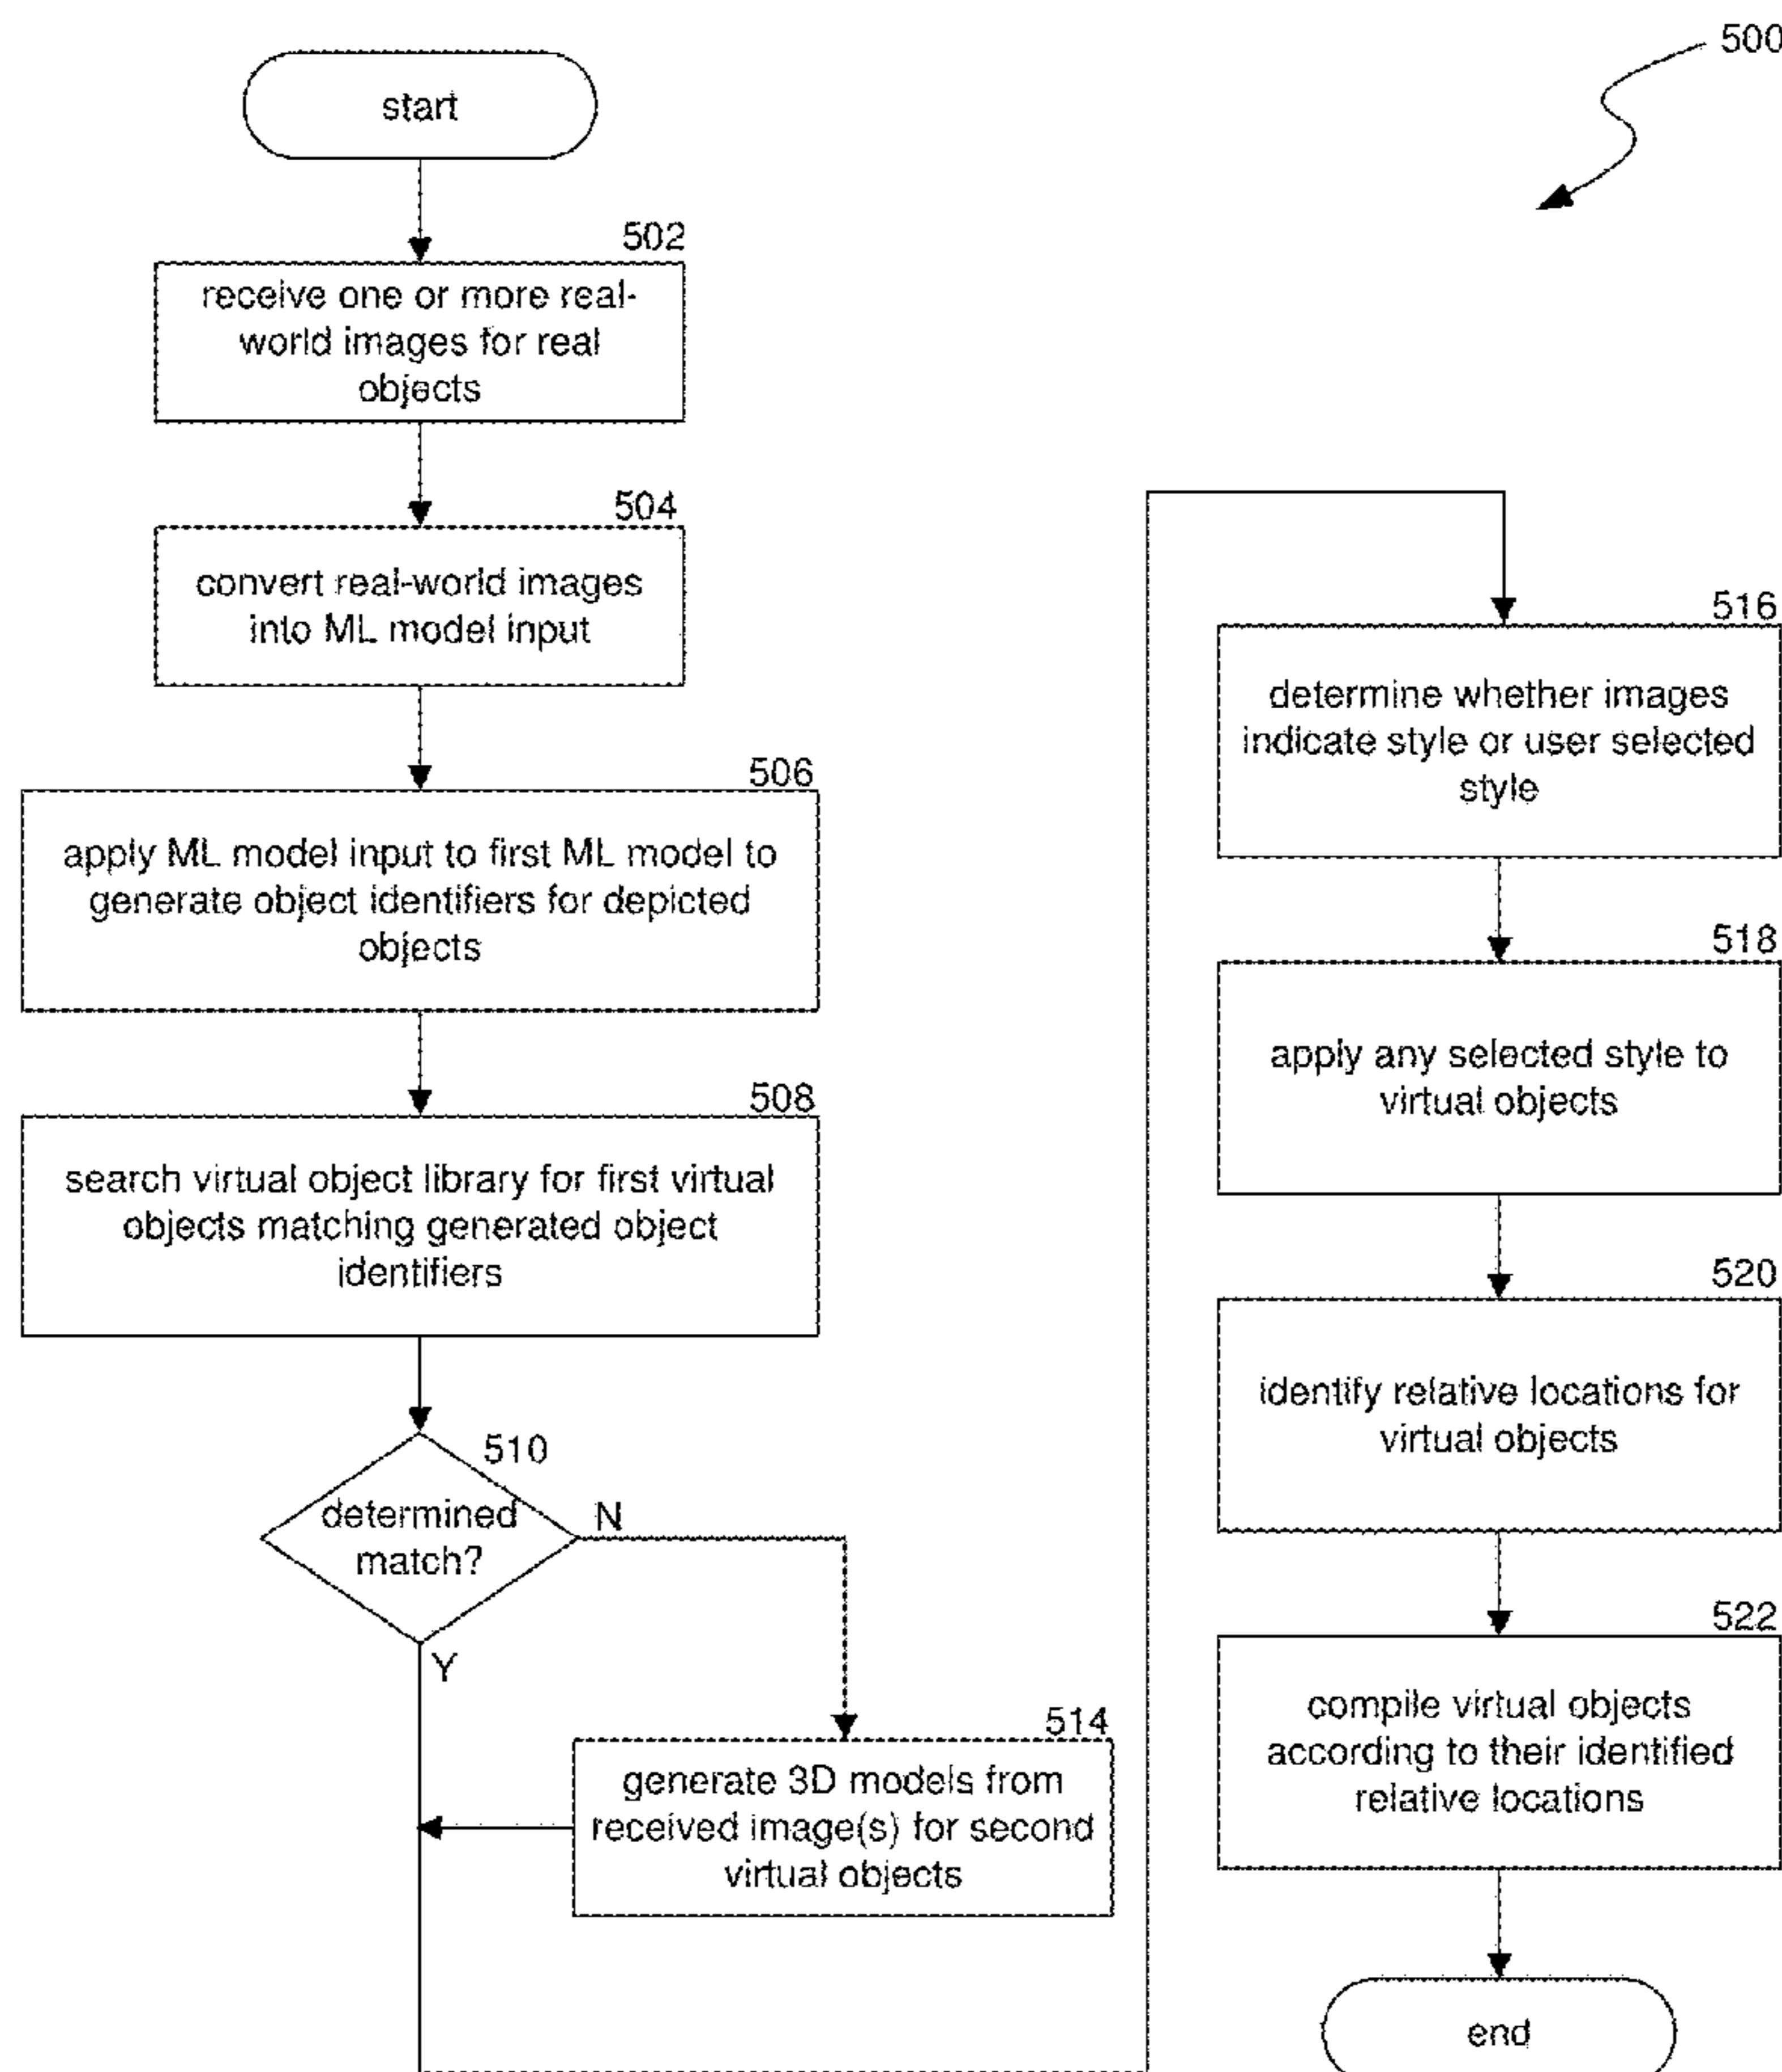 500
start
502
receive one or more real-
world images for real
objects
504
convert real-world images
into ML model input
506
apply ML model input to first ML model to
generate object identifiers for depicted
objects
508
search virtual object library for first virtual
objects matching generated object
identifiers
510
determined
match?
N
Y
514
generate 3D models from
received image(s) for second
virtual objects
516
determine whether images
indicate style or user selected
style
518
apply any selected style to
virtual objects
520
identify relative locations for
virtual objects
522
compile virtual objects
according to their identified
relative locations
end